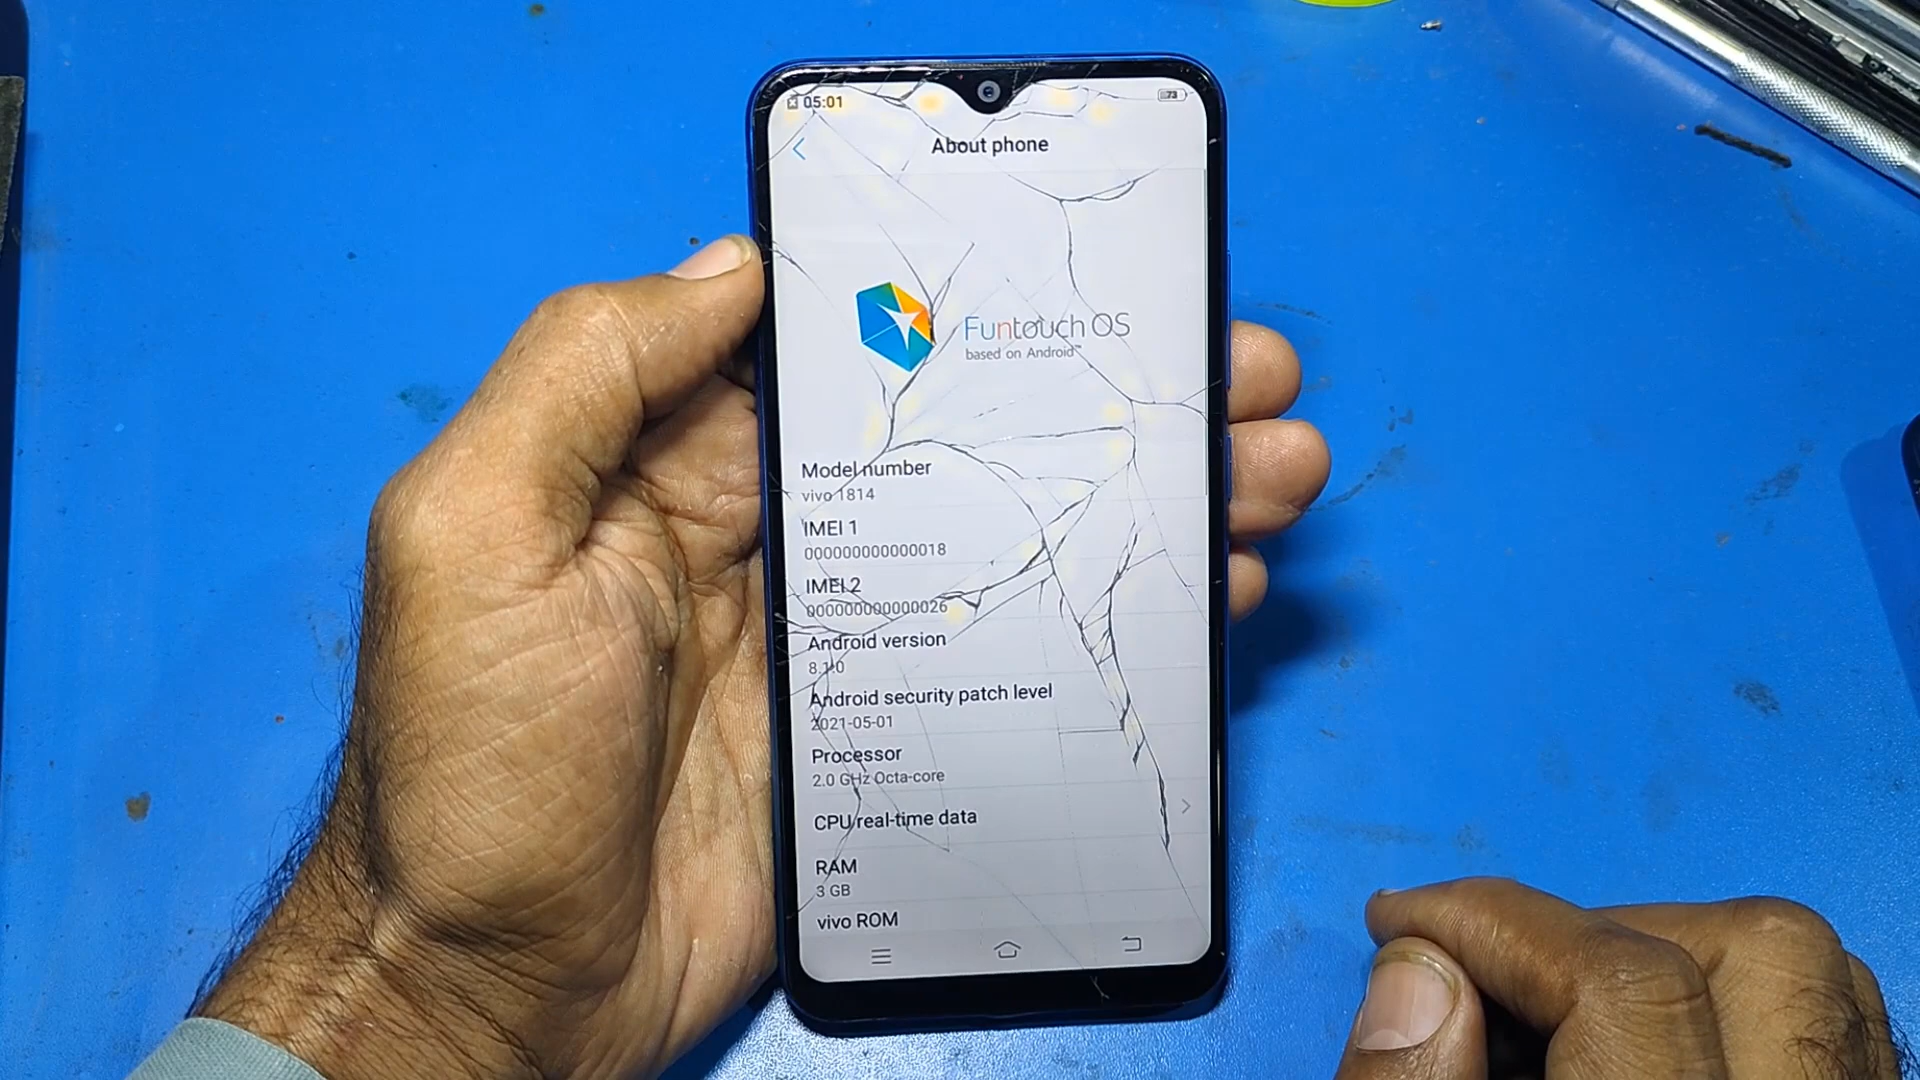 05:01
73
About phone
Funtouch OS
based on Android™
Model number
vivo 1814
IMEI 1
000000000000018
IMEI 2
000000000000026
Android version
8.1.0
Android security patch level
2021-05-01
Processor
2.0 GHz Octa-core
CPU real-time data
RAM
3 GB
vivo ROM